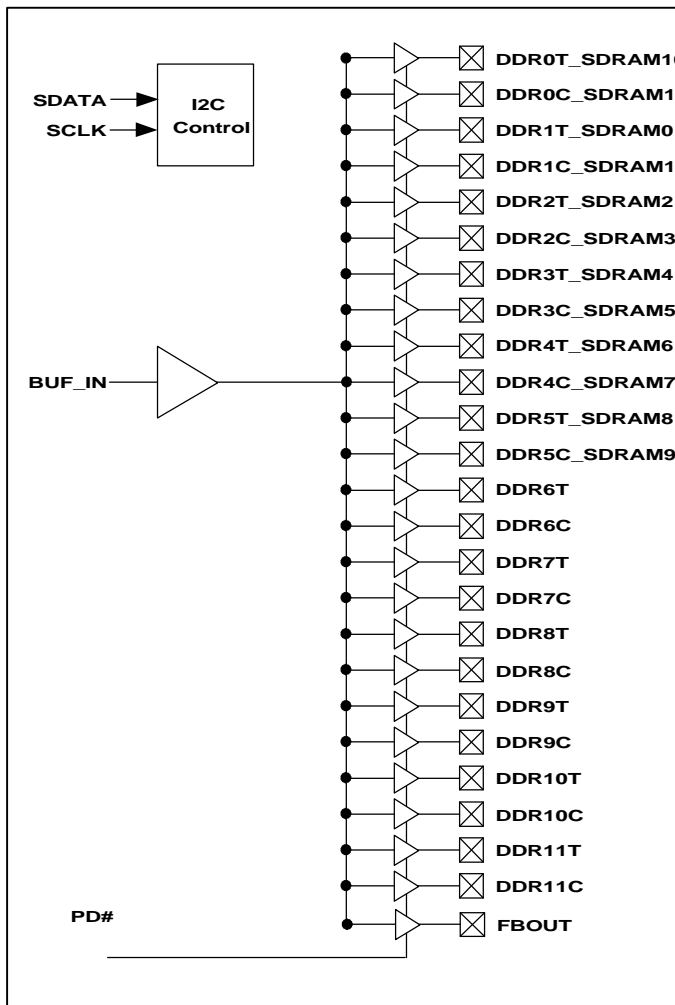 SDATA
SCLK
I2C
Control
BUF_IN
PD#
DDR0T_SDRAM10
DDR0C_SDRAM1
DDR1T_SDRAM0
DDR1C_SDRAM1
DDR2T_SDRAM2
DDR2C_SDRAM3
DDR3T_SDRAM4
DDR3C_SDRAM5
DDR4T_SDRAM6
DDR4C_SDRAM7
DDR5T_SDRAM8
DDR5C_SDRAM9
DDR6T
DDR6C
DDR7T
DDR7C
DDR8T
DDR8C
DDR9T
DDR9C
DDR10T
DDR10C
DDR11T
DDR11C
FBOUT